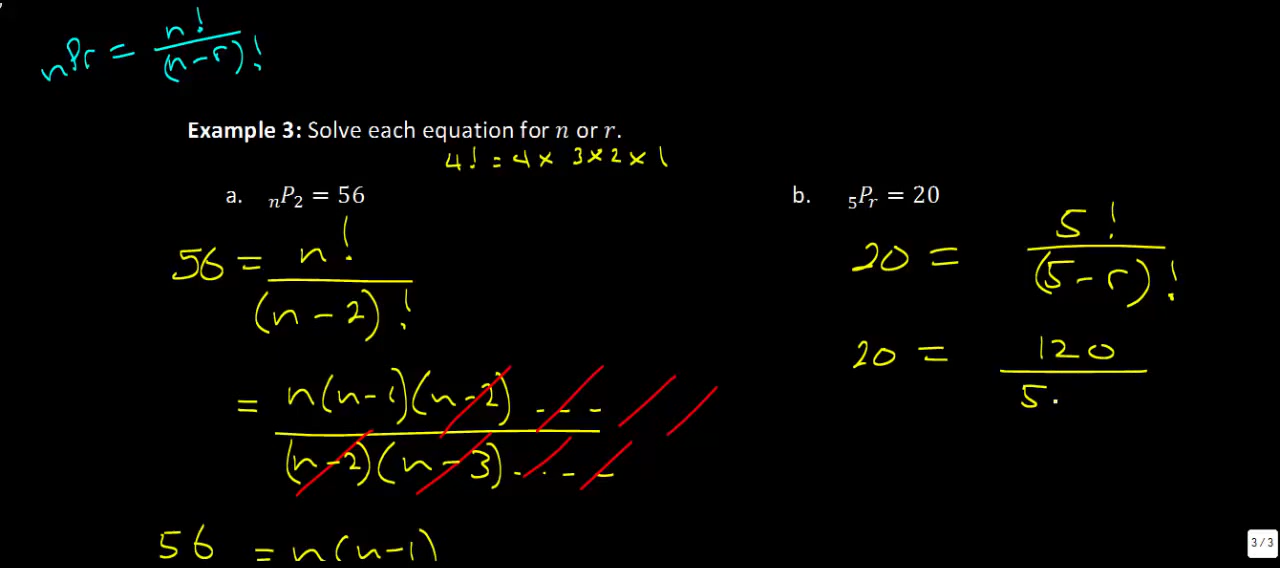 nPr = n! / (n-r)!
Example 3: Solve each equation for n or r.
4! = 4 × 3 × 2 × 1
a. nP2 = 56
56 = n! / (n-2)!
= n(n-1)(n-2) ---- / (n-2)(n-3) -----
56 = n(n-1)
b. 5Pr = 20
20 = 5! / (5-r)!
20 = 120 / 5.
3 / 3